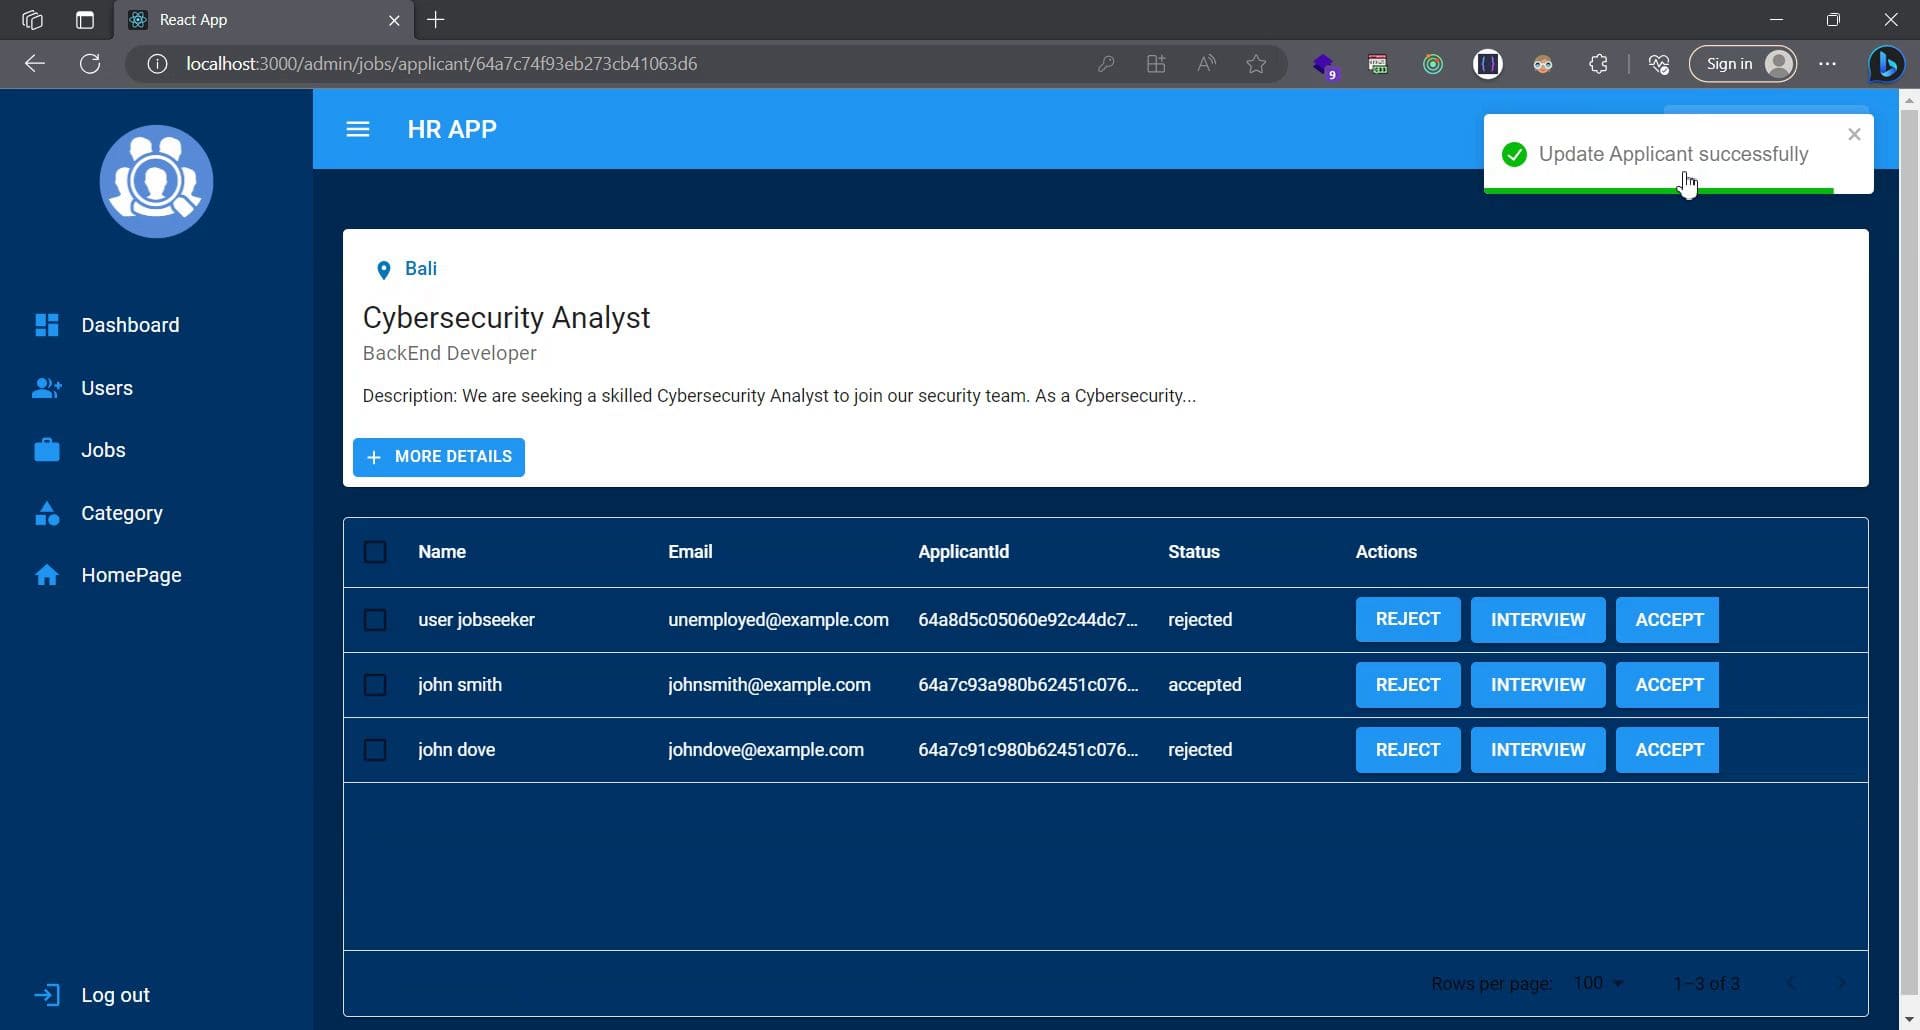 React App
localhost:3000/admin/jobs/applicant/64a7c74f93eb273cb41063d6
9
Sign in
HR APP
Update Applicant successfully
Dashboard
Users
Jobs
Category
HomePage
Log out
Bali
Cybersecurity Analyst
BackEnd Developer
Description: We are seeking a skilled Cybersecurity Analyst to join our security team. As a Cybersecurity...
+ MORE DETAILS
Name Email ApplicantId Status Actions
user jobseeker unemployed@example.com 64a8d5c05060e92c44dc7... rejected REJECT INTERVIEW ACCEPT
john smith johnsmith@example.com 64a7c93a980b62451c076... accepted REJECT INTERVIEW ACCEPT
john dove johndove@example.com 64a7c91c980b62451c076... rejected REJECT INTERVIEW ACCEPT
Rows per page: 100 1–3 of 3